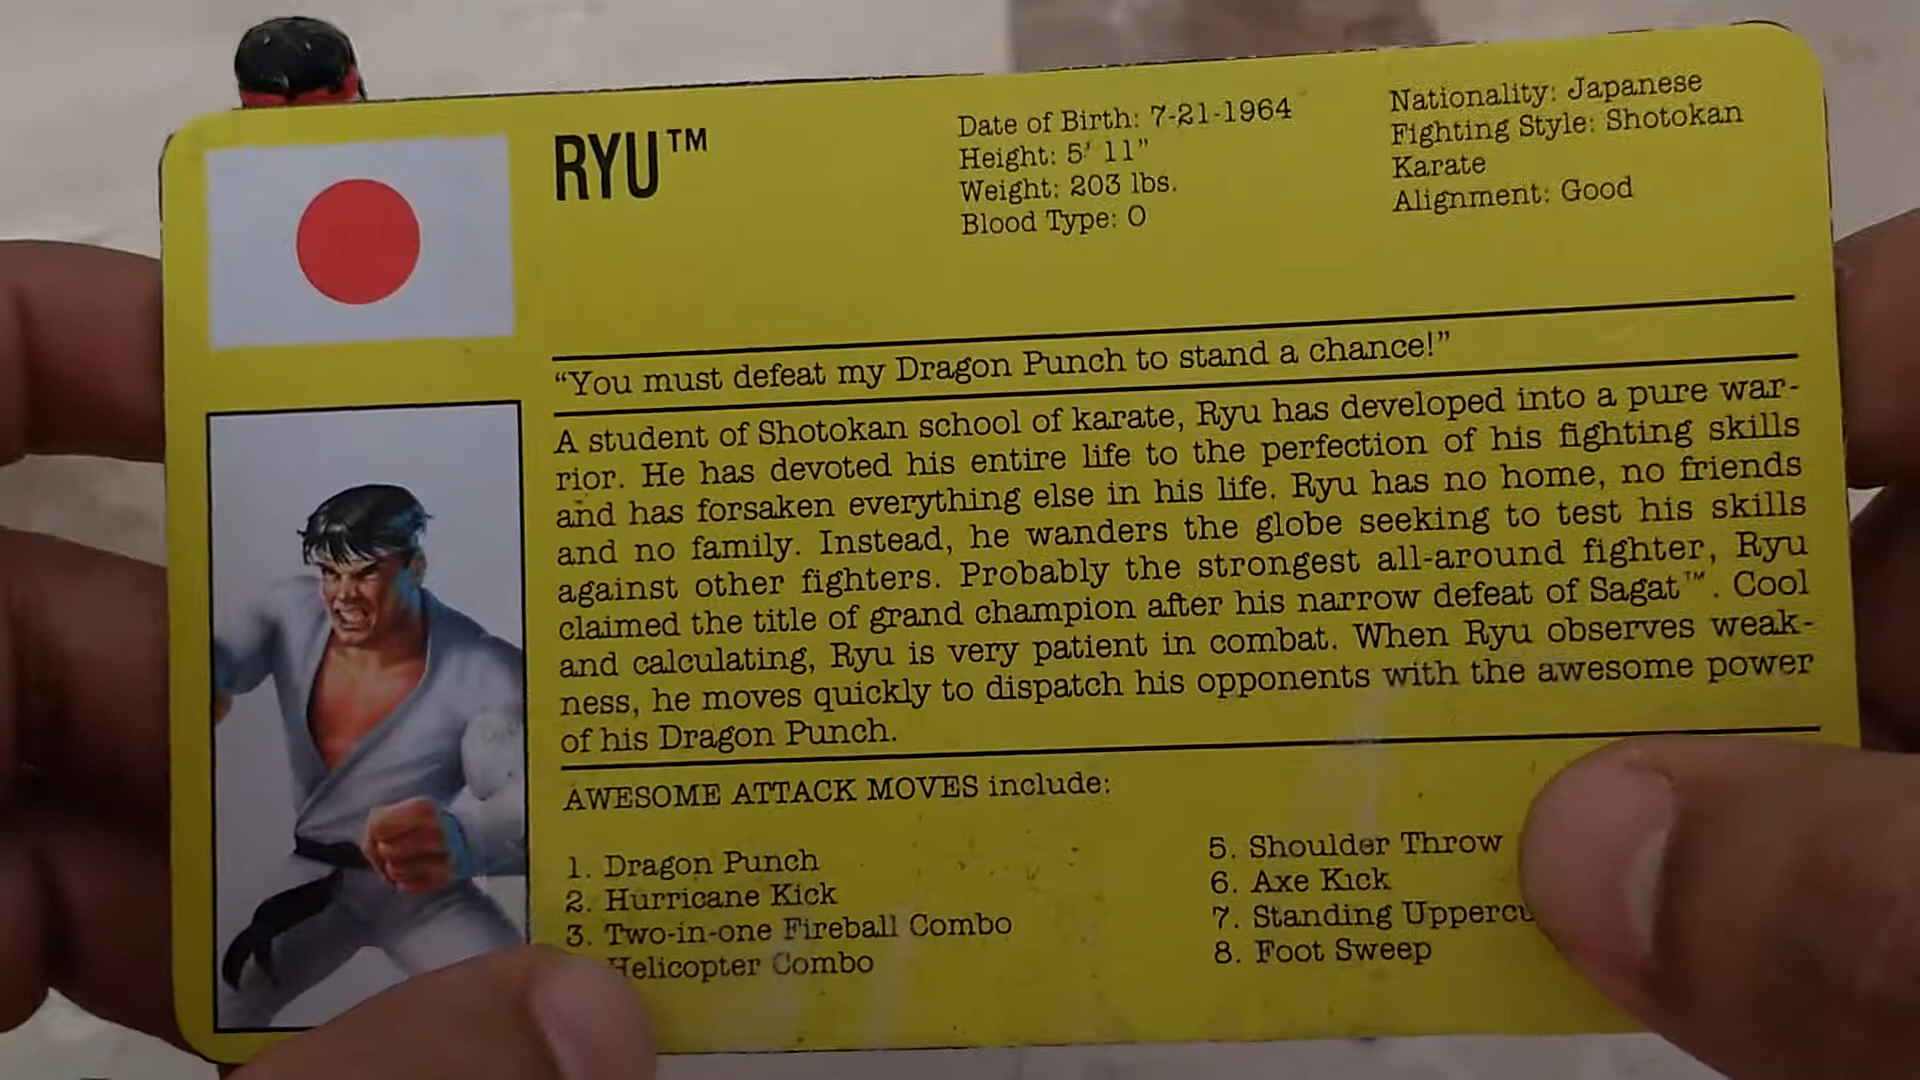 RYU™
Date of Birth: 7-21-1964
Height: 5' 11"
Weight: 203 lbs.
Blood Type: O
Nationality: Japanese
Fighting Style: Shotokan
Karate
Alignment: Good
“You must defeat my Dragon Punch to stand a chance!”
A student of Shotokan school of karate, Ryu has developed into a pure war-
rior. He has devoted his entire life to the perfection of his fighting skills
and has forsaken everything else in his life. Ryu has no home, no friends
and no family. Instead, he wanders the globe seeking to test his skills
against other fighters. Probably the strongest all-around fighter, Ryu
claimed the title of grand champion after his narrow defeat of Sagat™. Cool
and calculating, Ryu is very patient in combat. When Ryu observes weak-
ness, he moves quickly to dispatch his opponents with the awesome power
of his Dragon Punch.
AWESOME ATTACK MOVES include:
1. Dragon Punch
2. Hurricane Kick
3. Two-in-one Fireball Combo
Helicopter Combo
5. Shoulder Throw
6. Axe Kick
7. Standing
8. Foot Sweep